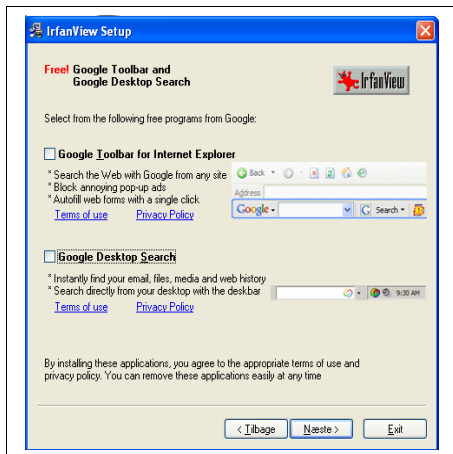 IrfanView Setup
Free! Google Toolbar and
Google Desktop Search
IrfanView
Select from the following free programs from Google:
Google Toolbar for Internet Explorer
* Search the Web with Google from any site
* Block annoying pop-up ads
* Autofill web forms with a single click
Terms of use Privacy Policy
Back
Address
Google Search
Google Desktop Search
* Instantly find your email, files, media and web history
* Search directly from your desktop with the deskbar
Terms of use Privacy Policy
9:30 AM
By installing these applications, you agree to the appropriate terms of use and
privacy policy. You can remove these applications easily at any time
< Tilbage Næste > Exit